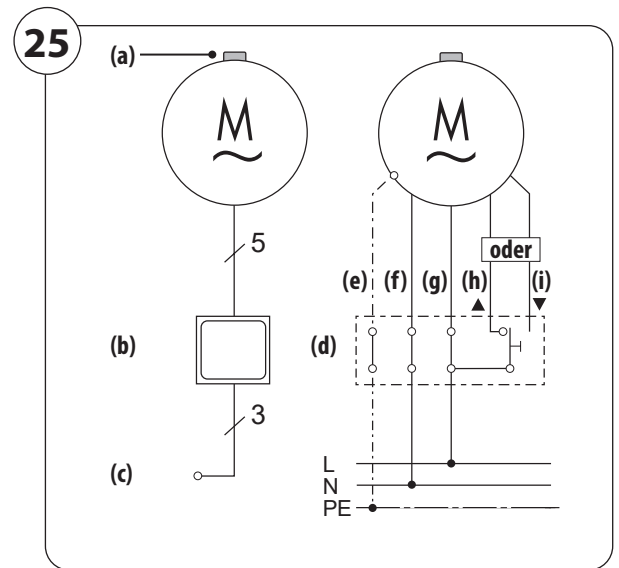 25
(a)
M
M
5
oder
(e) (f) (g) (h) (i)
▲ ▼
(b)
(d)
3
(c)
L
N
PE